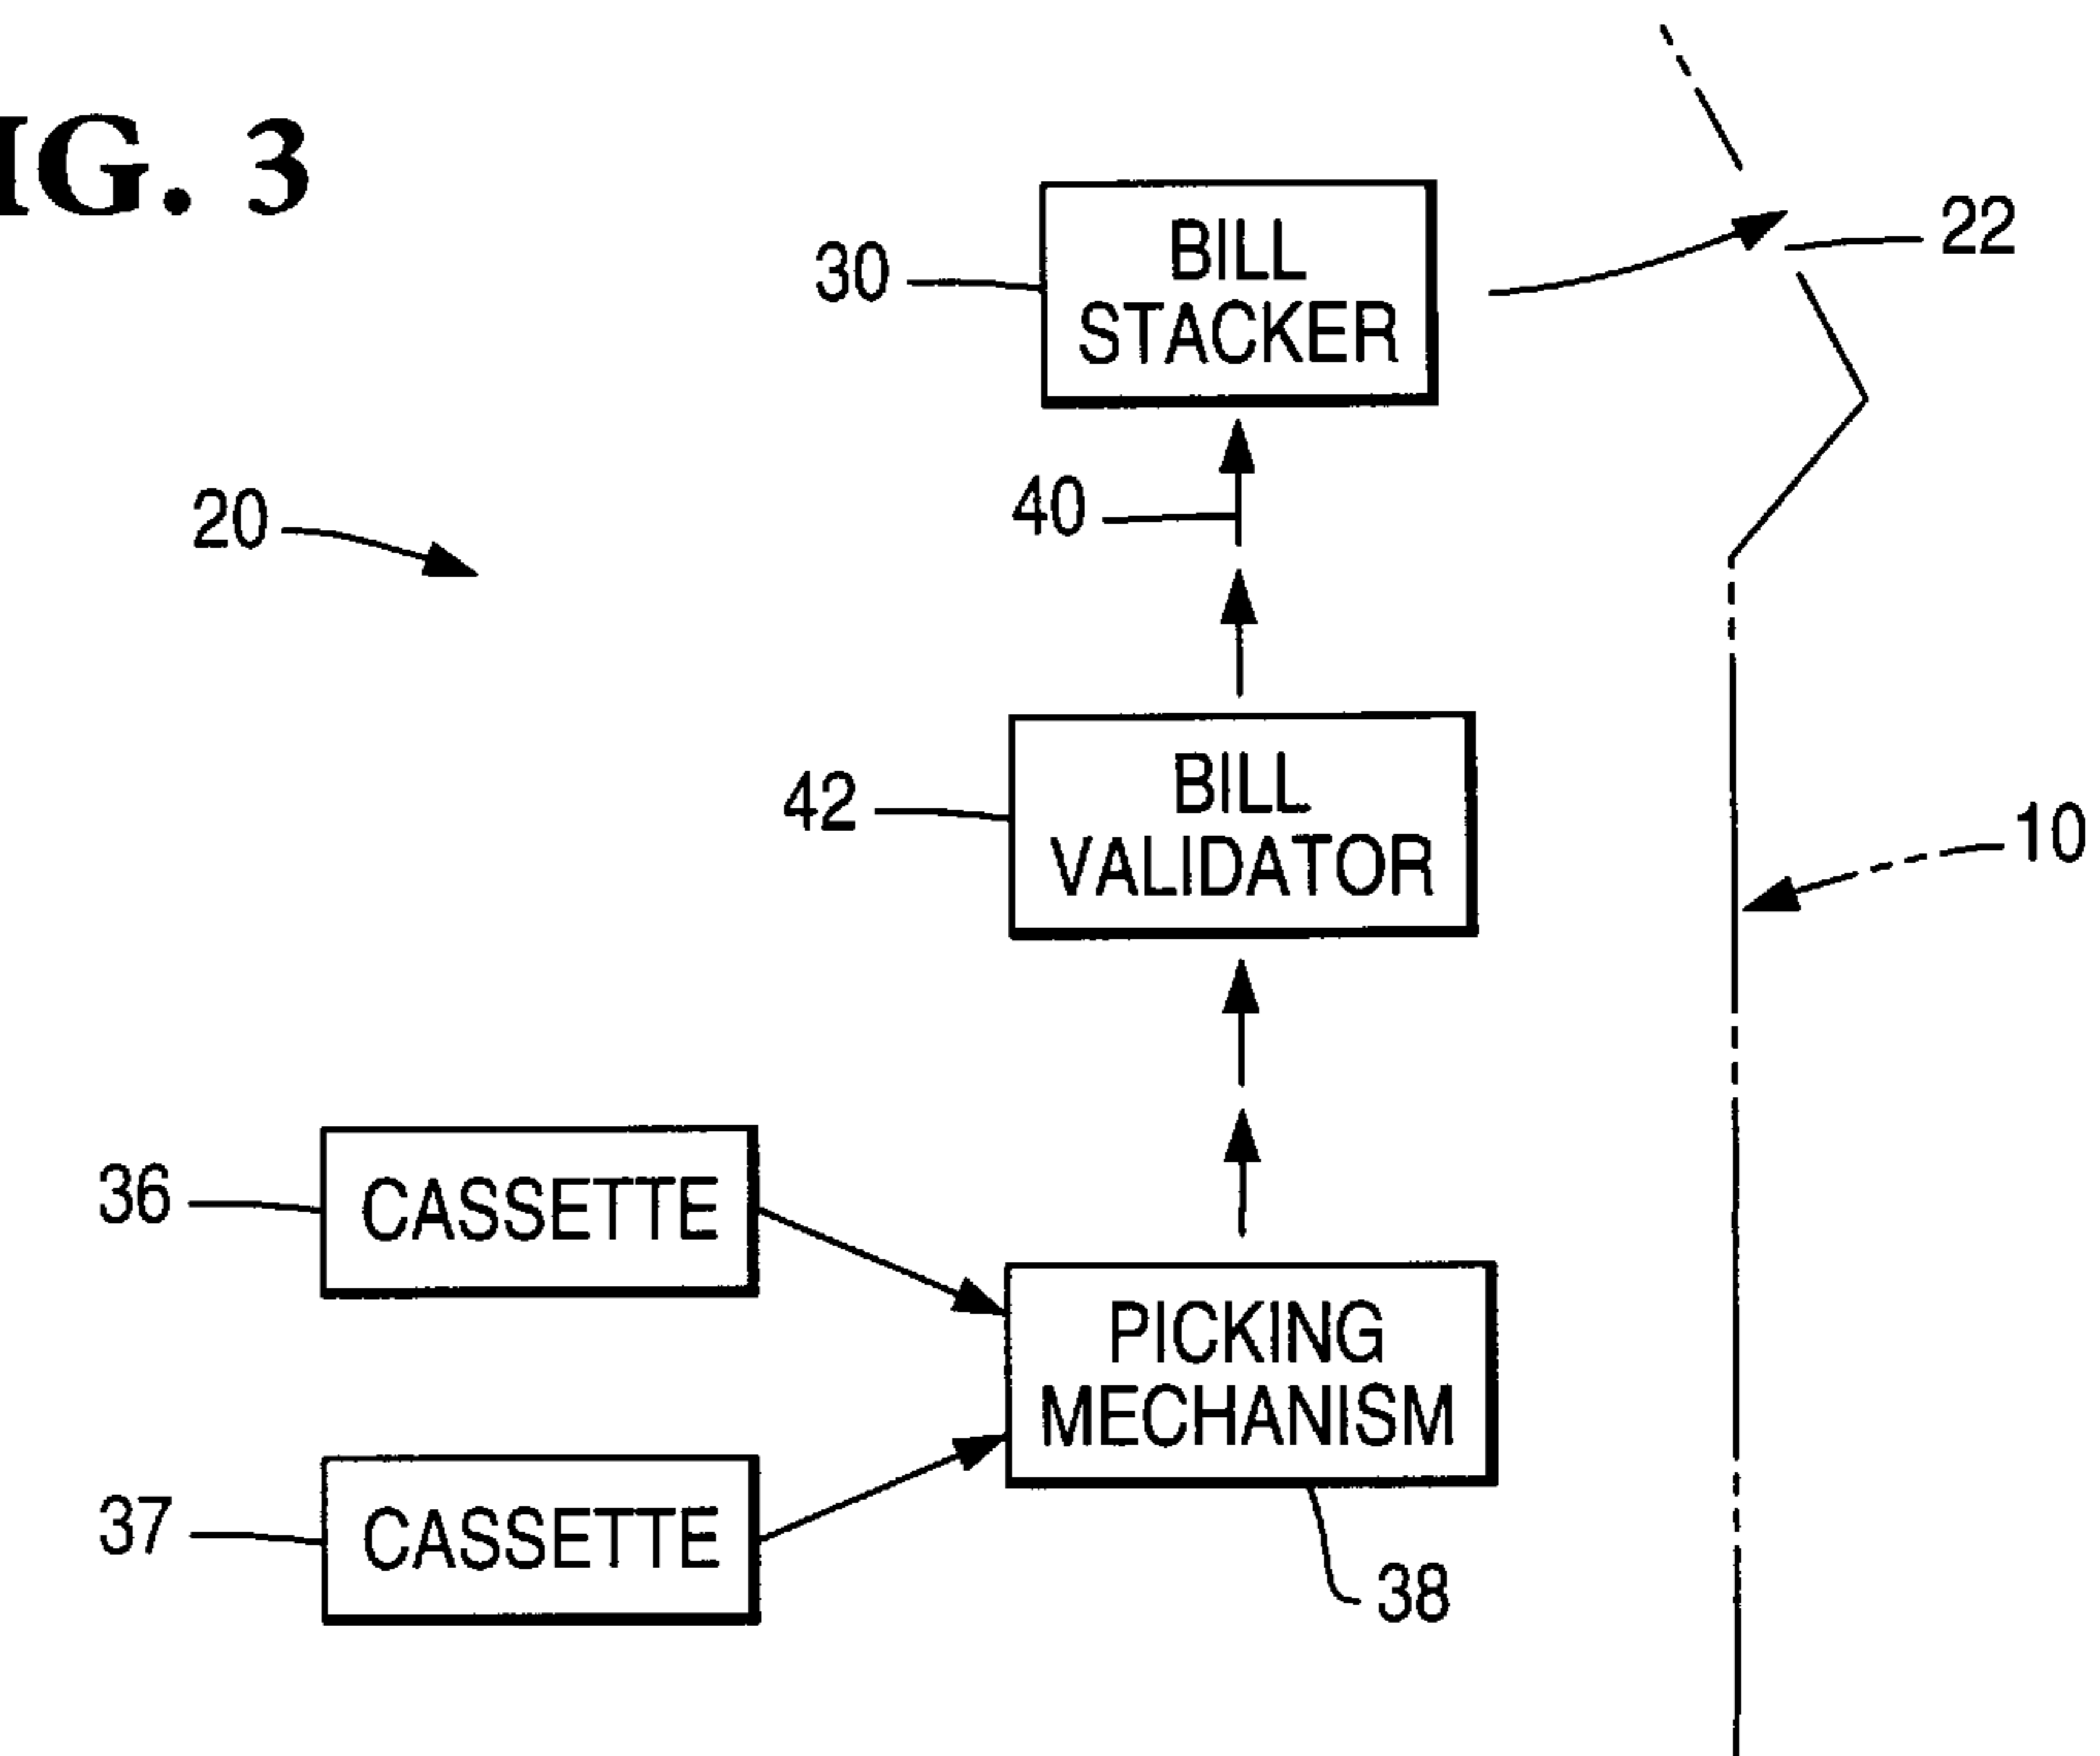 IG. 3
BILL
STACKER
30
22
40
20
BILL
VALIDATOR
42
10
36
CASSETTE
PICKING
MECHANISM
37
CASSETTE
38